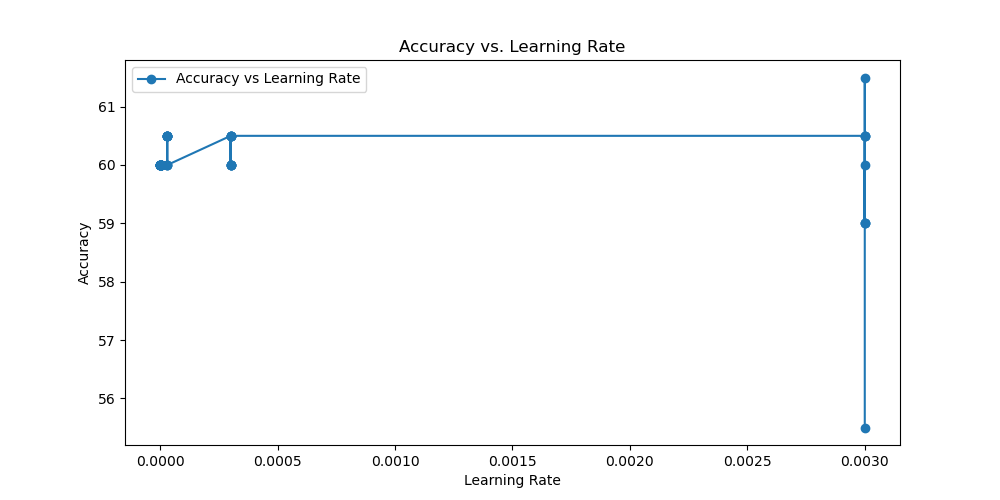 Accuracy vs. Learning Rate
Accuracy vs Learning Rate
61
60
59
58
57
56
Accuracy
0.0000 0.0005 0.0010 0.0015 0.0020 0.0025 0.0030
Learning Rate